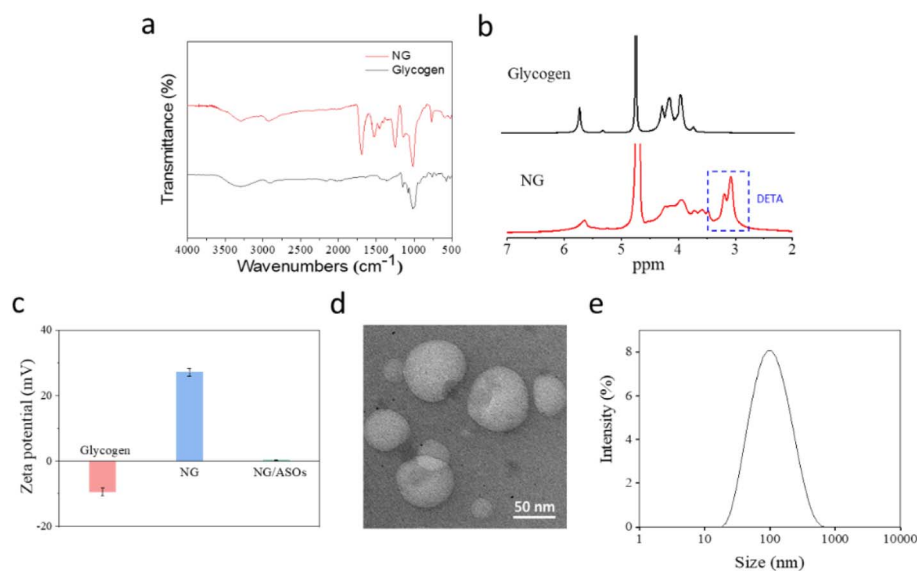 a
NG
Glycogen
Transmittance (%)
4000 3500 3000 2500 2000 1500 1000 500
Wavenumbers (cm-1)
b
Glycogen
NG
DETA
7 6 5 4 3 2
ppm
c
Zeta potential (mV)
40
20
0
-20
Glycogen
NG
NG/ASOs
d
50 nm
e
Intensity (%)
8
6
4
2
0
1 10 100 1000 10000
Size (nm)